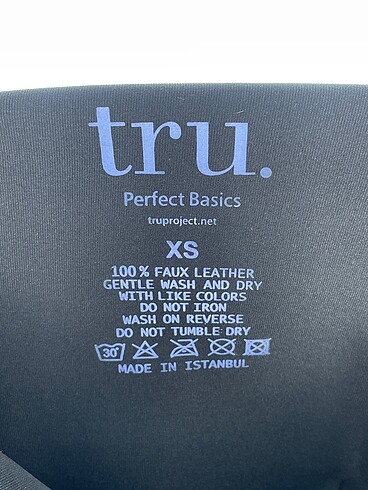 tru.
Perfect Basics
truproject.net
XS
100% FAUX LEATHER
GENTLE WASH AND DRY
WITH LIKE COLORS
DO NOT IRON
WASH ON REVERSE
DO NOT TUMBLE DRY
30°
MADE IN ISTANBUL